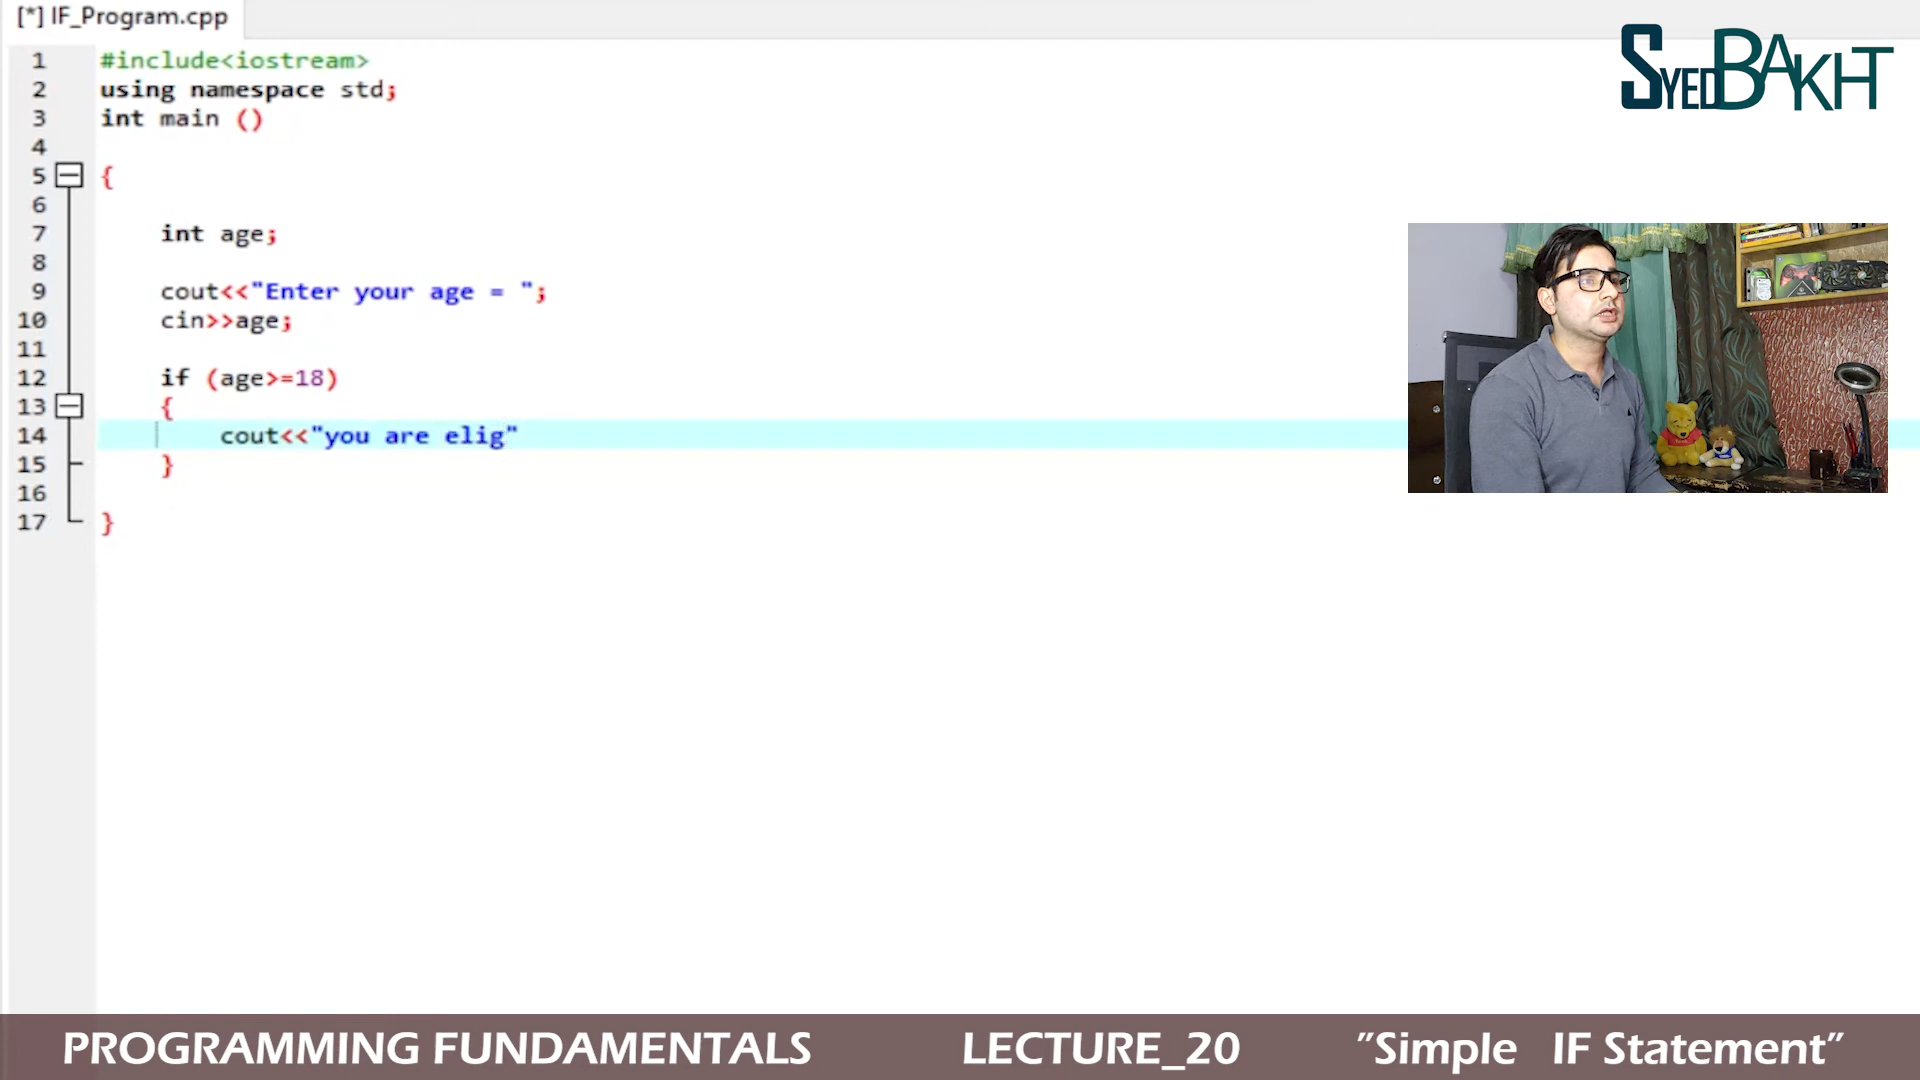 [*] IF_Program.cpp
SYEDBAKHT
1 #include<iostream>
2 using namespace std;
3 int main ()
4
5 {
6
7 int age;
8
9 cout<<"Enter your age = ";
10 cin>>age;
11
12 if (age>=18)
13 {
14 cout<<"you are elig"
15 }
16
17 }
PROGRAMMING FUNDAMENTALS LECTURE_20 "Simple IF Statement"